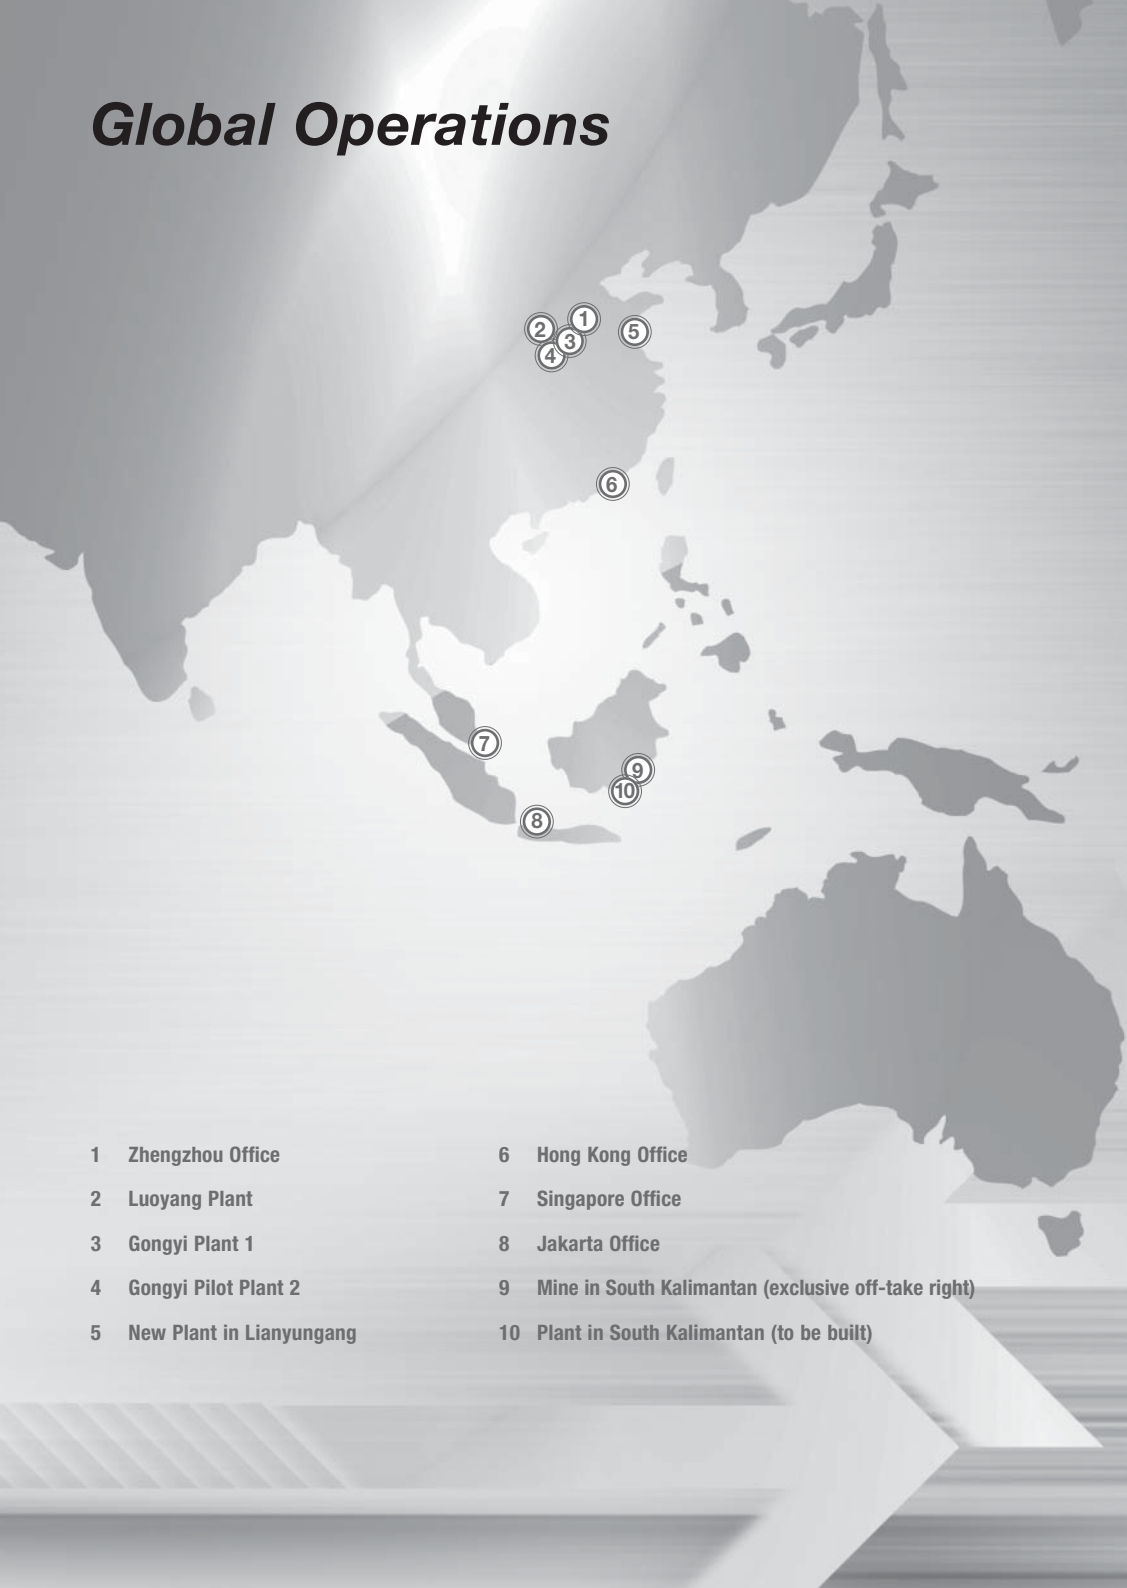 Global Operations
1
2
3
4
5
6
7
8
9
10
1 Zhengzhou Office
2 Luoyang Plant
3 Gongyi Plant 1
4 Gongyi Pilot Plant 2
5 New Plant in Lianyungang
6 Hong Kong Office
7 Singapore Office
8 Jakarta Office
9 Mine in South Kalimantan (exclusive off-take right)
10 Plant in South Kalimantan (to be built)